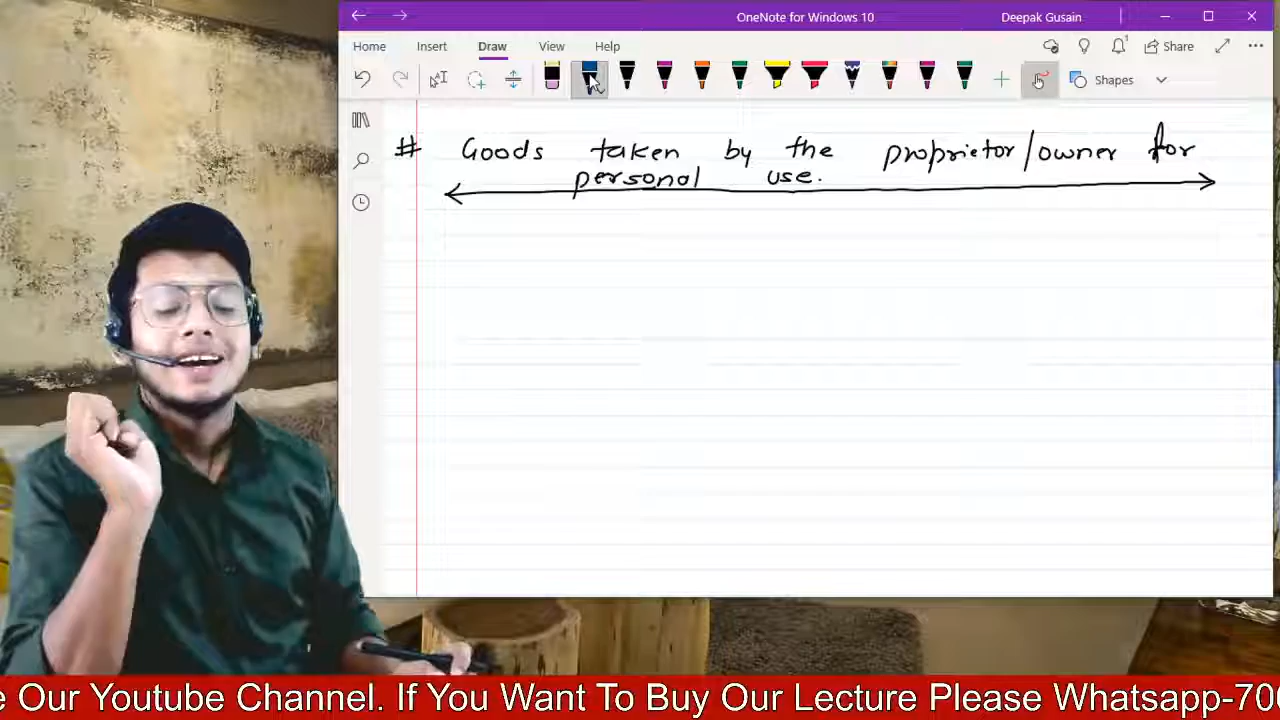 OneNote for Windows 10
Deepak Gusain
Home Insert Draw View Help
Share
Shapes
# Goods taken by the proprietor/owner for
personal use.
e Our Youtube Channel. If You Want To Buy Our Lecture Please Whatsapp-70